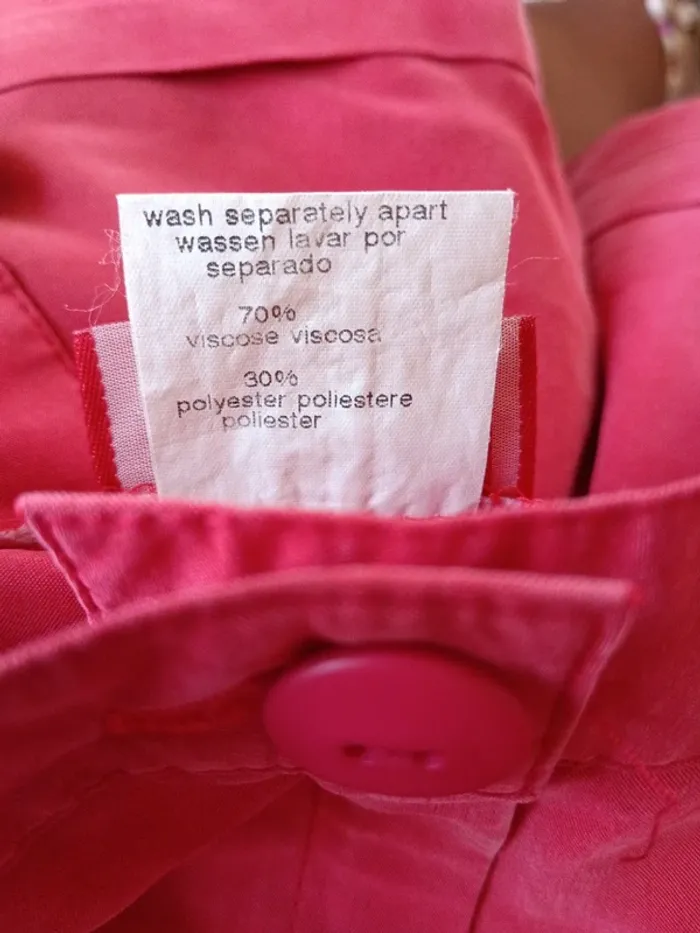 wash separately apart
wassen lavar por
separado
70%
viscose viscosa
30%
polyester poliestere
poliester